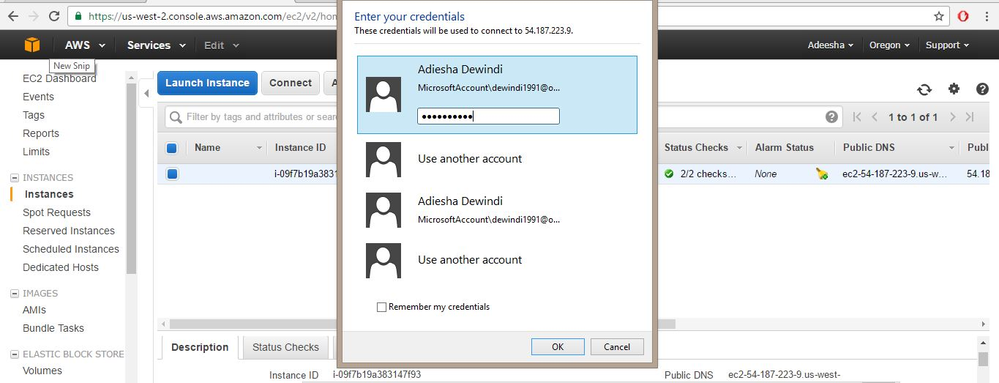 https://us-west-2.console.aws.amazon.com/ec2/v2/hom
AWS Services Edit Adeesha Oregon Support
New Snip
EC2 Dashboard
Events
Tags
Reports
Limits
INSTANCES
Instances
Spot Requests
Reserved Instances
Scheduled Instances
Dedicated Hosts
IMAGES
AMIs
Bundle Tasks
ELASTIC BLOCK STORE
Volumes
Launch Instance Connect A
Filter by tags and attributes or sear
1 to 1 of 1
Name Instance ID Status Checks Alarm Status Public DNS Publ
i-09f7b19a3831 2/2 checks… None ec2-54-187-223-9.us-w… 54.18
Enter your credentials
These credentials will be used to connect to 54.187.223.9.
Adiesha Dewindi
MicrosoftAccount\dewindi1991@o...
Use another account
Adiesha Dewindi
MicrosoftAccount\dewindi1991@o...
Use another account
Remember my credentials
OK Cancel
Description Status Checks
Instance ID i-09f7b19a383147f93 Public DNS ec2-54-187-223-9.us-west-